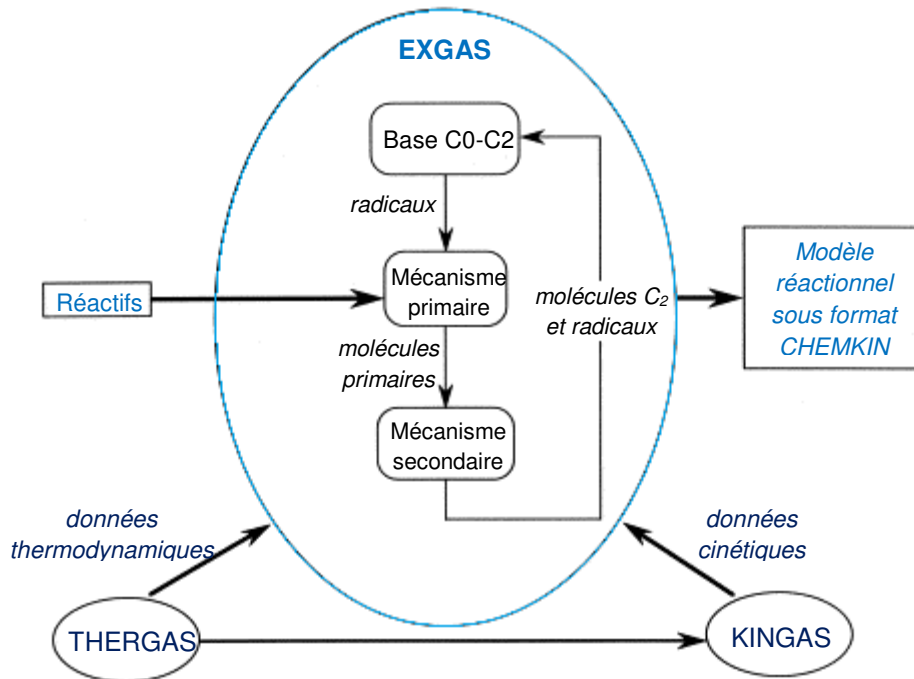 EXGAS
Base C0-C2
radicaux
Réactifs
Mécanisme
primaire
molécules C₂
et radicaux
Modèle
réactionnel
sous format
CHEMKIN
molécules
primaires
Mécanisme
secondaire
données
thermodynamiques
données
cinétiques
THERGAS
KINGAS